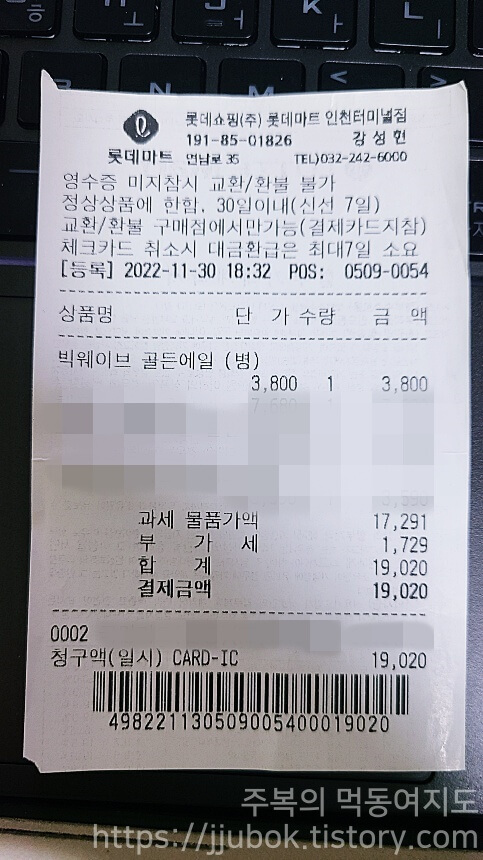 롯데마트
롯데쇼핑(주) 롯데마트 인천터미널점
191-85-01826 강성현
연남로 35 TEL)032-242-6000
영수증 미지참시 교환/환불 불가
정상상품에 한함, 30일이내(신선 7일)
교환/환불 구매점에서만가능(결제카드지참)
체크카드 취소시 대금환급은 최대7일 소요
[등록] 2022-11-30 18:32 POS: 0509-0054
상품명 단 가 수량 금 액
빅웨이브 골든에일 (병)
3,800 1 3,800
과세 물품가액 17,291
부 가 세 1,729
합 계 19,020
결제금액 19,020
0002
청구액(일시) CARD-IC 19,020
498221130509005400019020
주복의 먹동여지도
https://jjubok.tistory.com